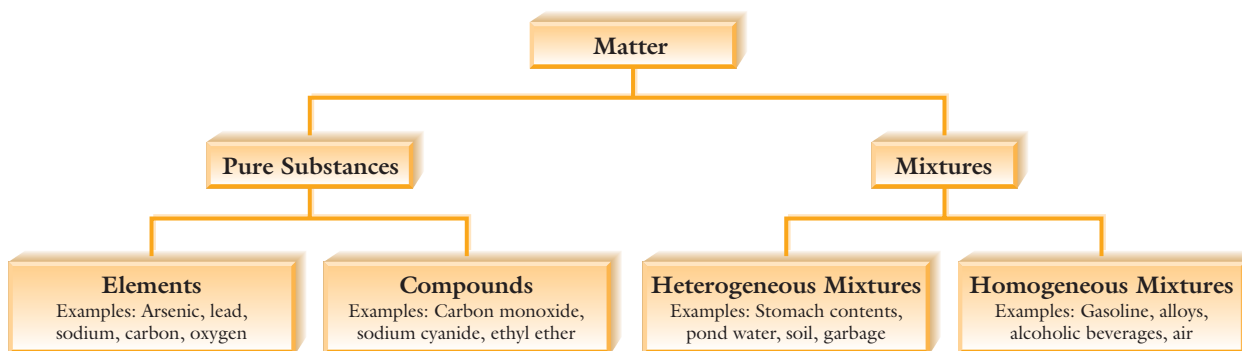 Matter
Pure Substances
Mixtures
Elements
Examples: Arsenic, lead,
sodium, carbon, oxygen
Compounds
Examples: Carbon monoxide,
sodium cyanide, ethyl ether
Heterogeneous Mixtures
Examples: Stomach contents,
pond water, soil, garbage
Homogeneous Mixtures
Examples: Gasoline, alloys,
alcoholic beverages, air